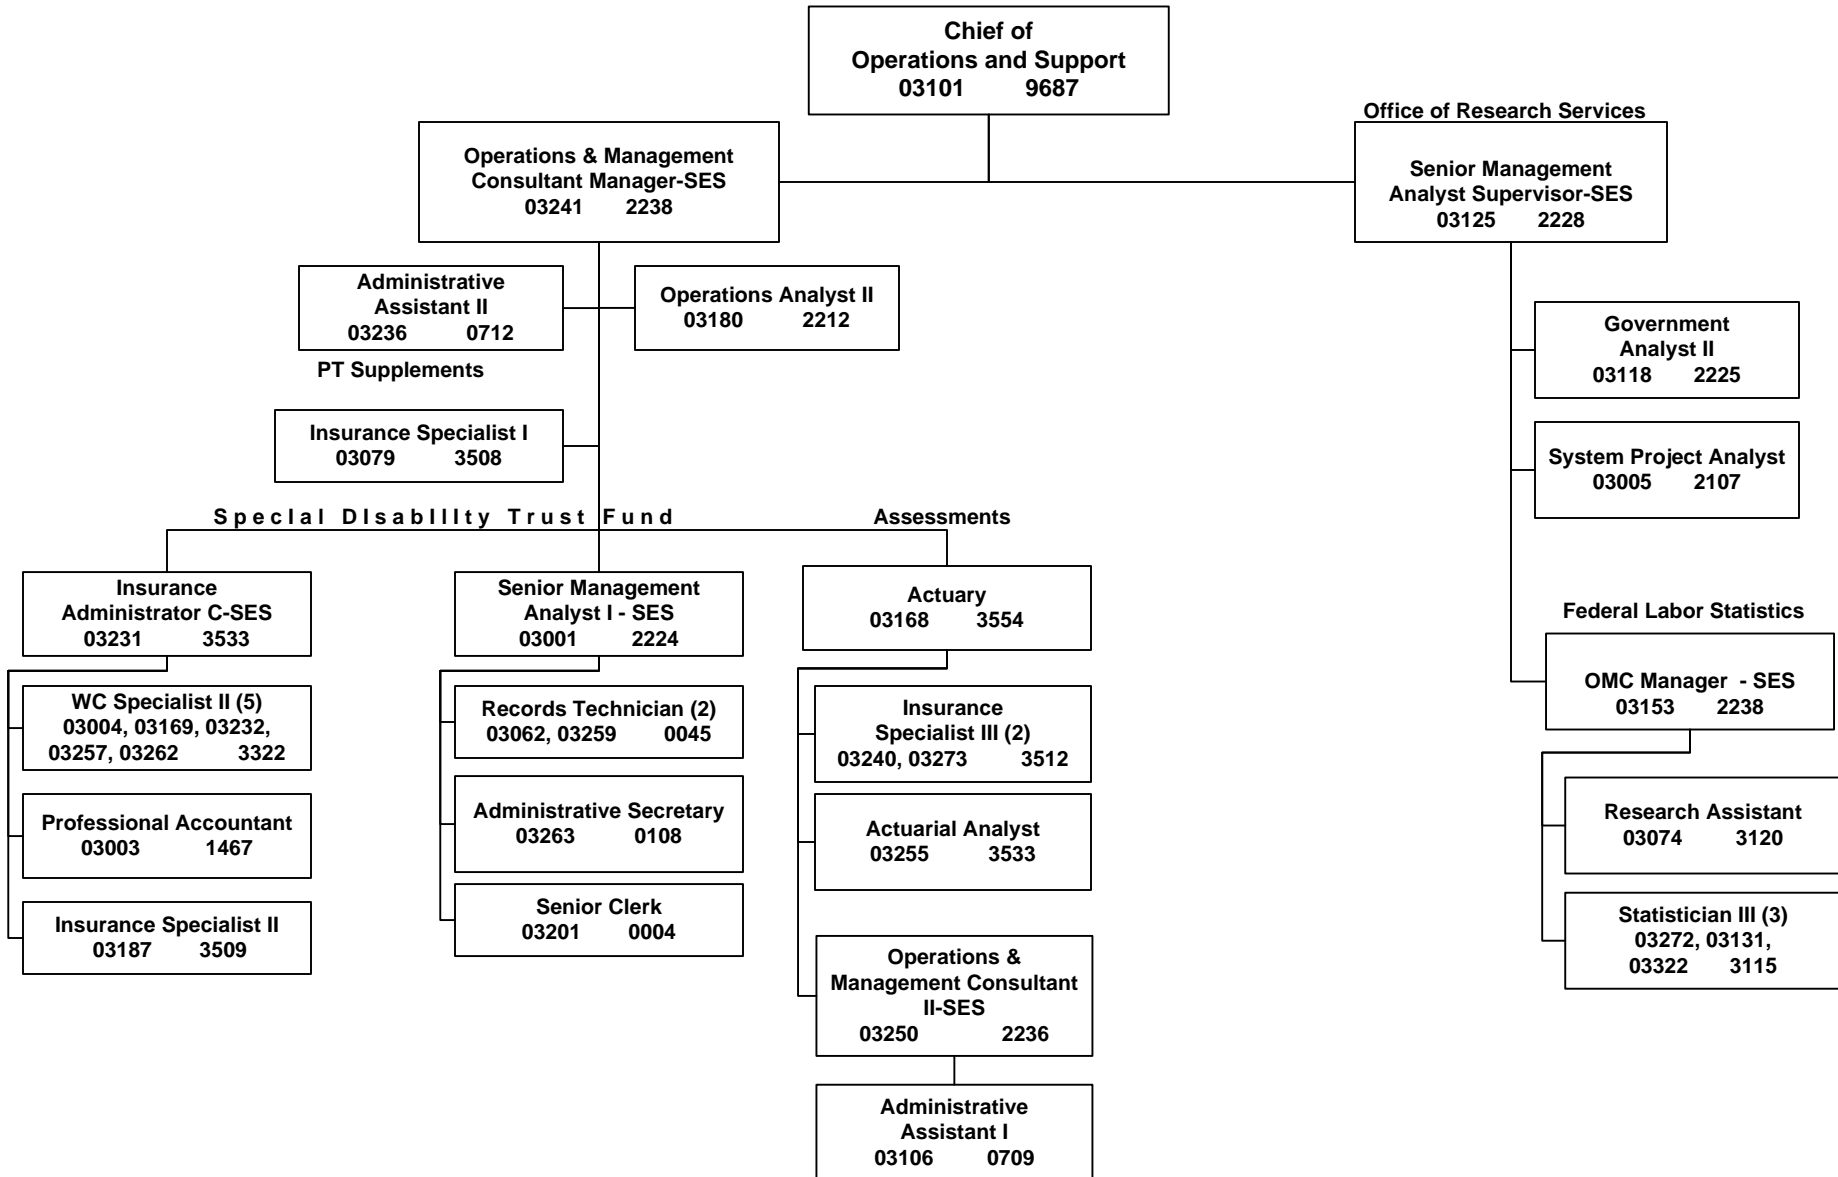 Chief of
Operations and Support
03101 9687
Office of Research Services
Operations & Management
Consultant Manager-SES
03241 2238
Senior Management
Analyst Supervisor-SES
03125 2228
Administrative
Assistant II
03236 0712
Operations Analyst II
03180 2212
PT Supplements
Insurance Specialist I
03079 3508
Government
Analyst II
03118 2225
System Project Analyst
03005 2107
SpecIal DIsabIlIty Trust Fund
Assessments
Insurance
Administrator C-SES
03231 3533
WC Specialist II (5)
03004, 03169, 03232,
03257, 03262 3322
Professional Accountant
03003 1467
Insurance Specialist II
03187 3509
Senior Management
Analyst I - SES
03001 2224
Records Technician (2)
03062, 03259 0045
Administrative Secretary
03263 0108
Senior Clerk
03201 0004
Actuary
03168 3554
Insurance
Specialist III (2)
03240, 03273 3512
Actuarial Analyst
03255 3533
Operations &
Management Consultant
II-SES
03250 2236
Administrative
Assistant I
03106 0709
Federal Labor Statistics
OMC Manager - SES
03153 2238
Research Assistant
03074 3120
Statistician III (3)
03272, 03131,
03322 3115